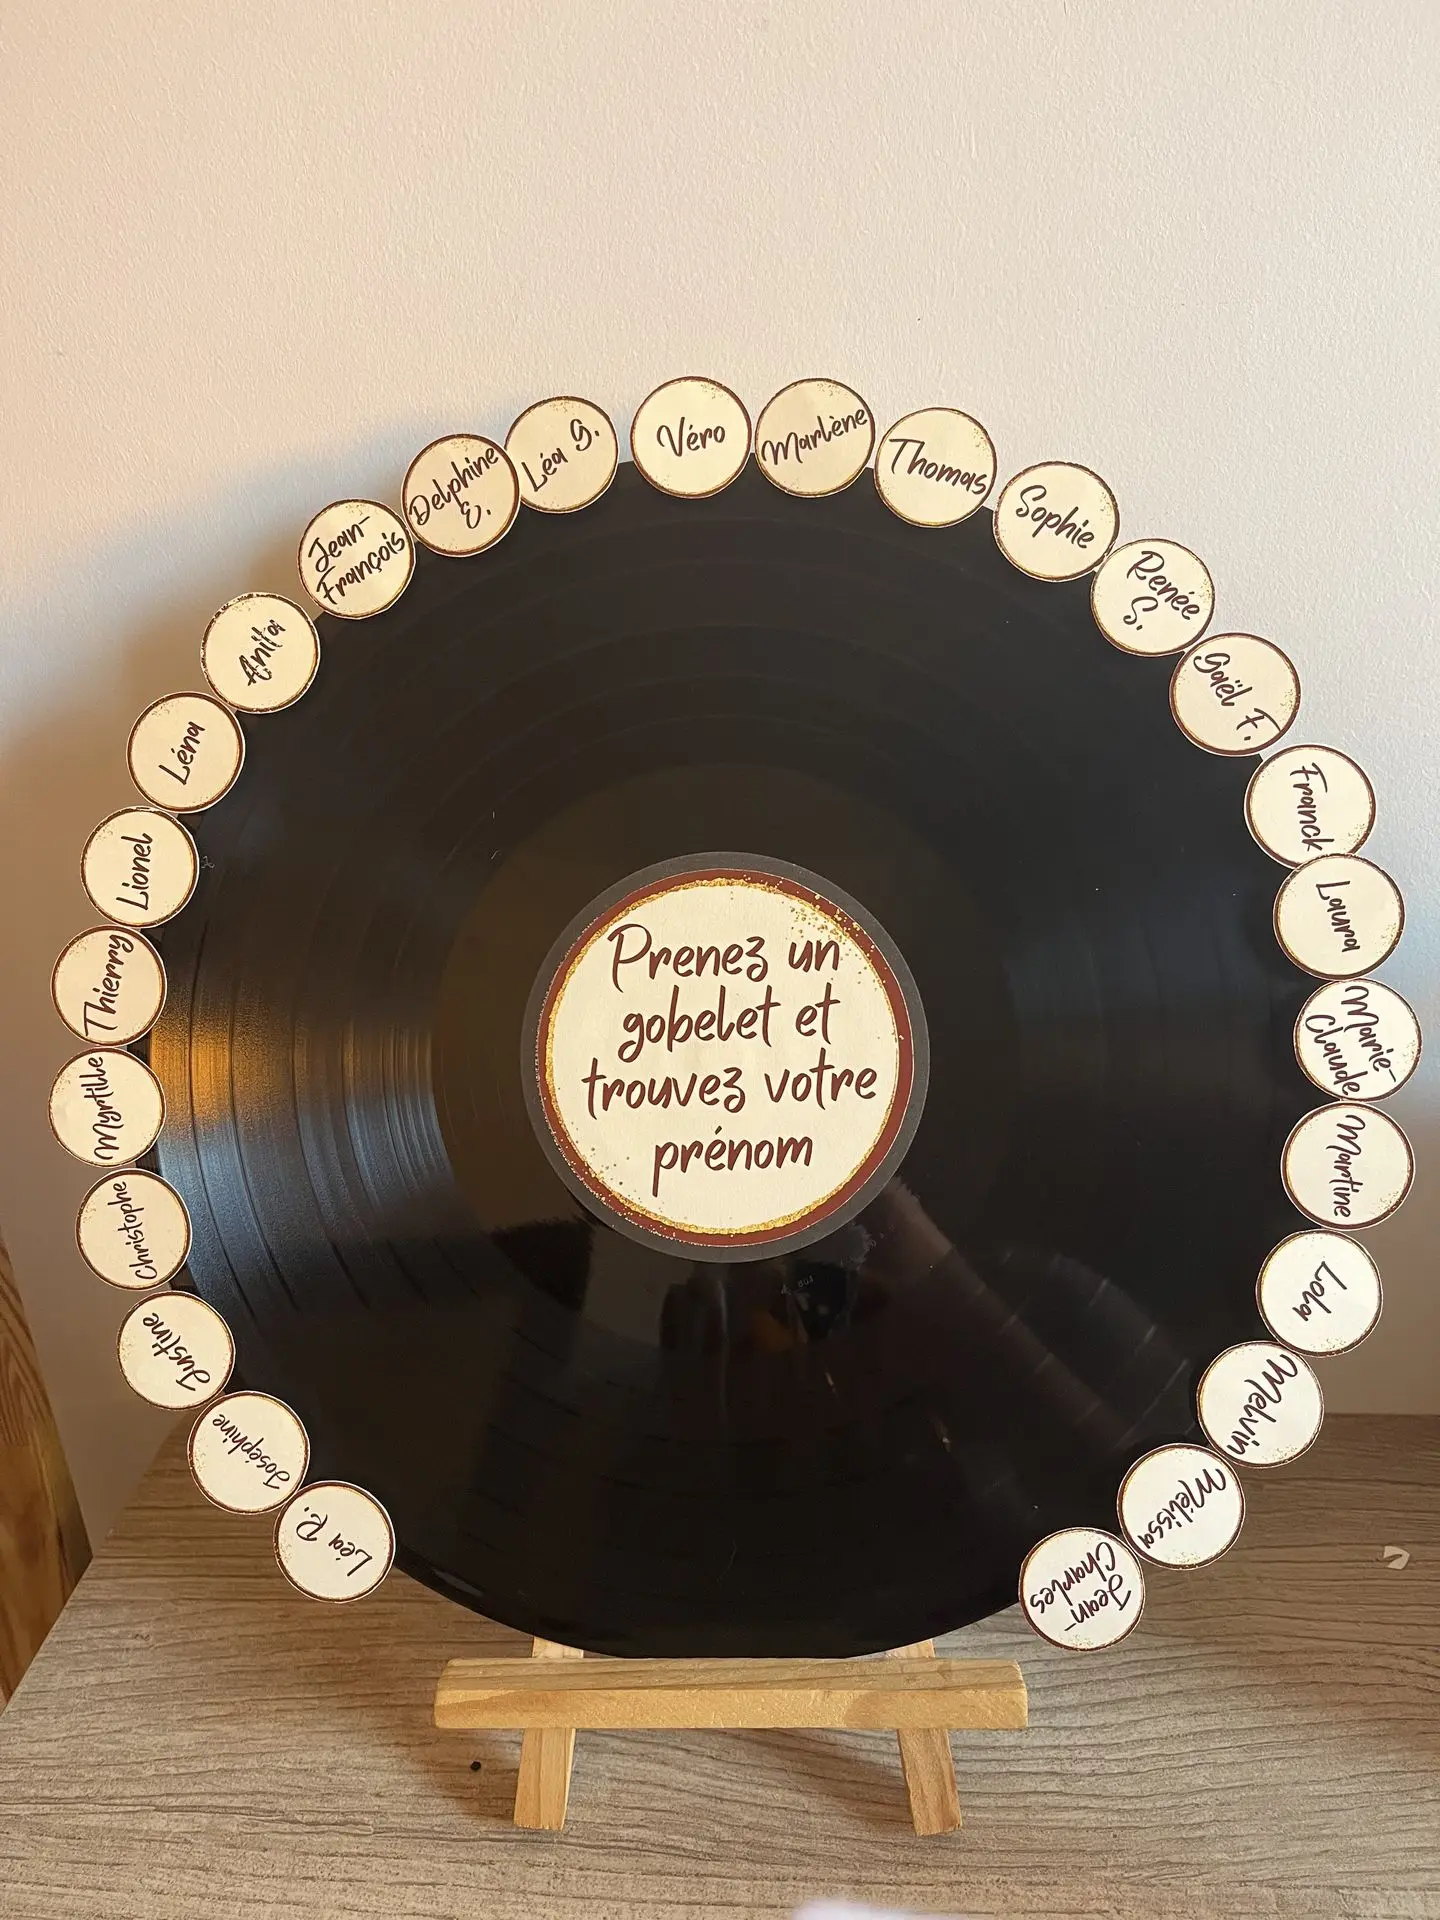 Prenez un
gobelet et
trouvez votre
prénom
Léa R.
Joséphine
Justine
Christophe
Myrtille
Thierry
Lionel
Léna
Anita
Jean-
François
Delphine
E.
Léa G.
Véro
Marlène
Thomas
Sophie
Renée
S.
Gaël F.
Franck
Laura
Marie-
Claude
Martine
Lola
Melvin
Mélissa
Jean-
Charles